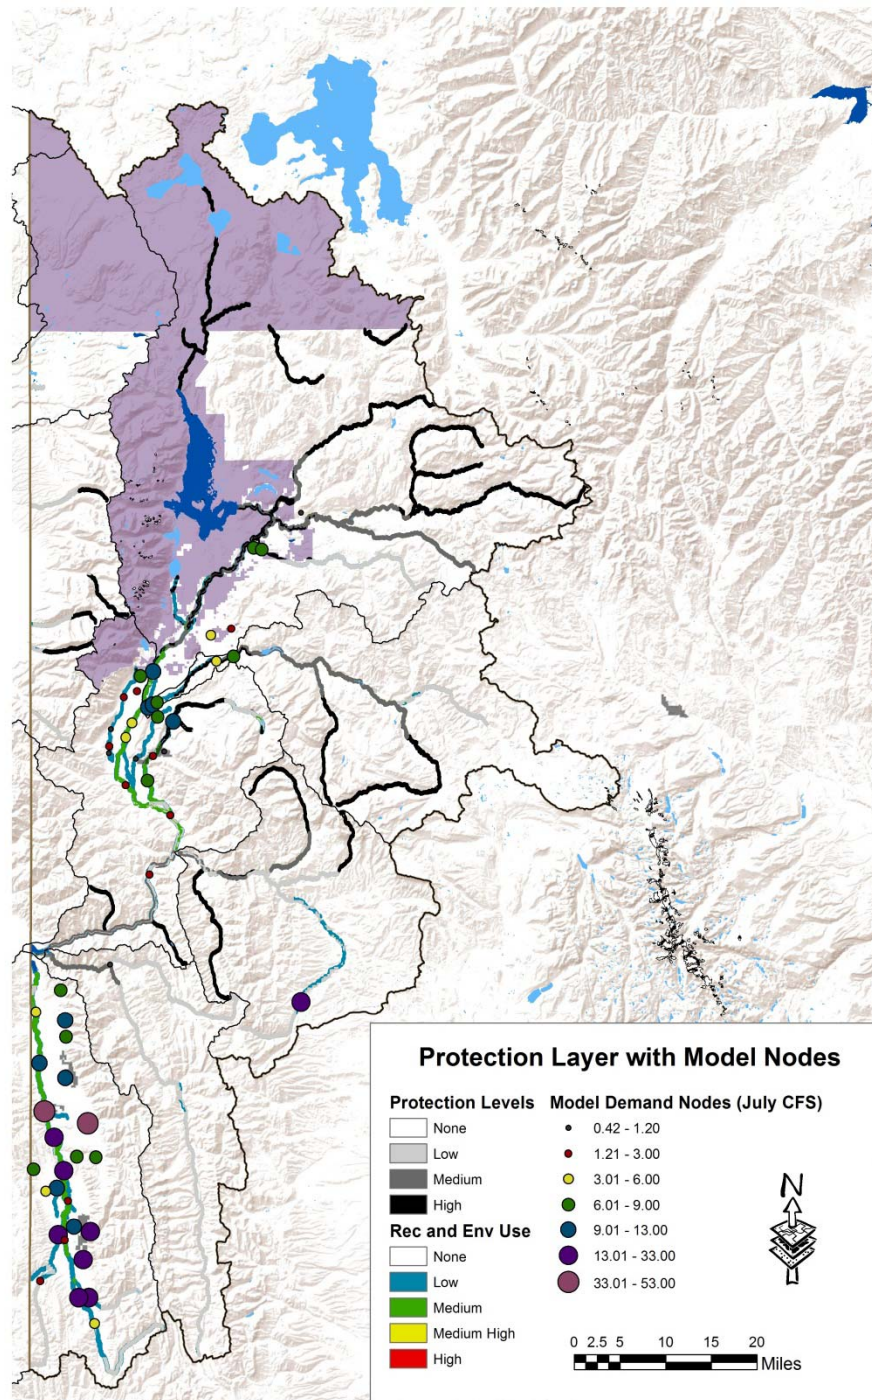 Protection Layer with Model Nodes
Protection Levels
None
Low
Medium
High
Rec and Env Use
None
Low
Medium
Medium High
High
Model Demand Nodes (July CFS)
0.42 - 1.20
1.21 - 3.00
3.01 - 6.00
6.01 - 9.00
9.01 - 13.00
13.01 - 33.00
33.01 - 53.00
N
0 2.5 5 10 15 20
Miles